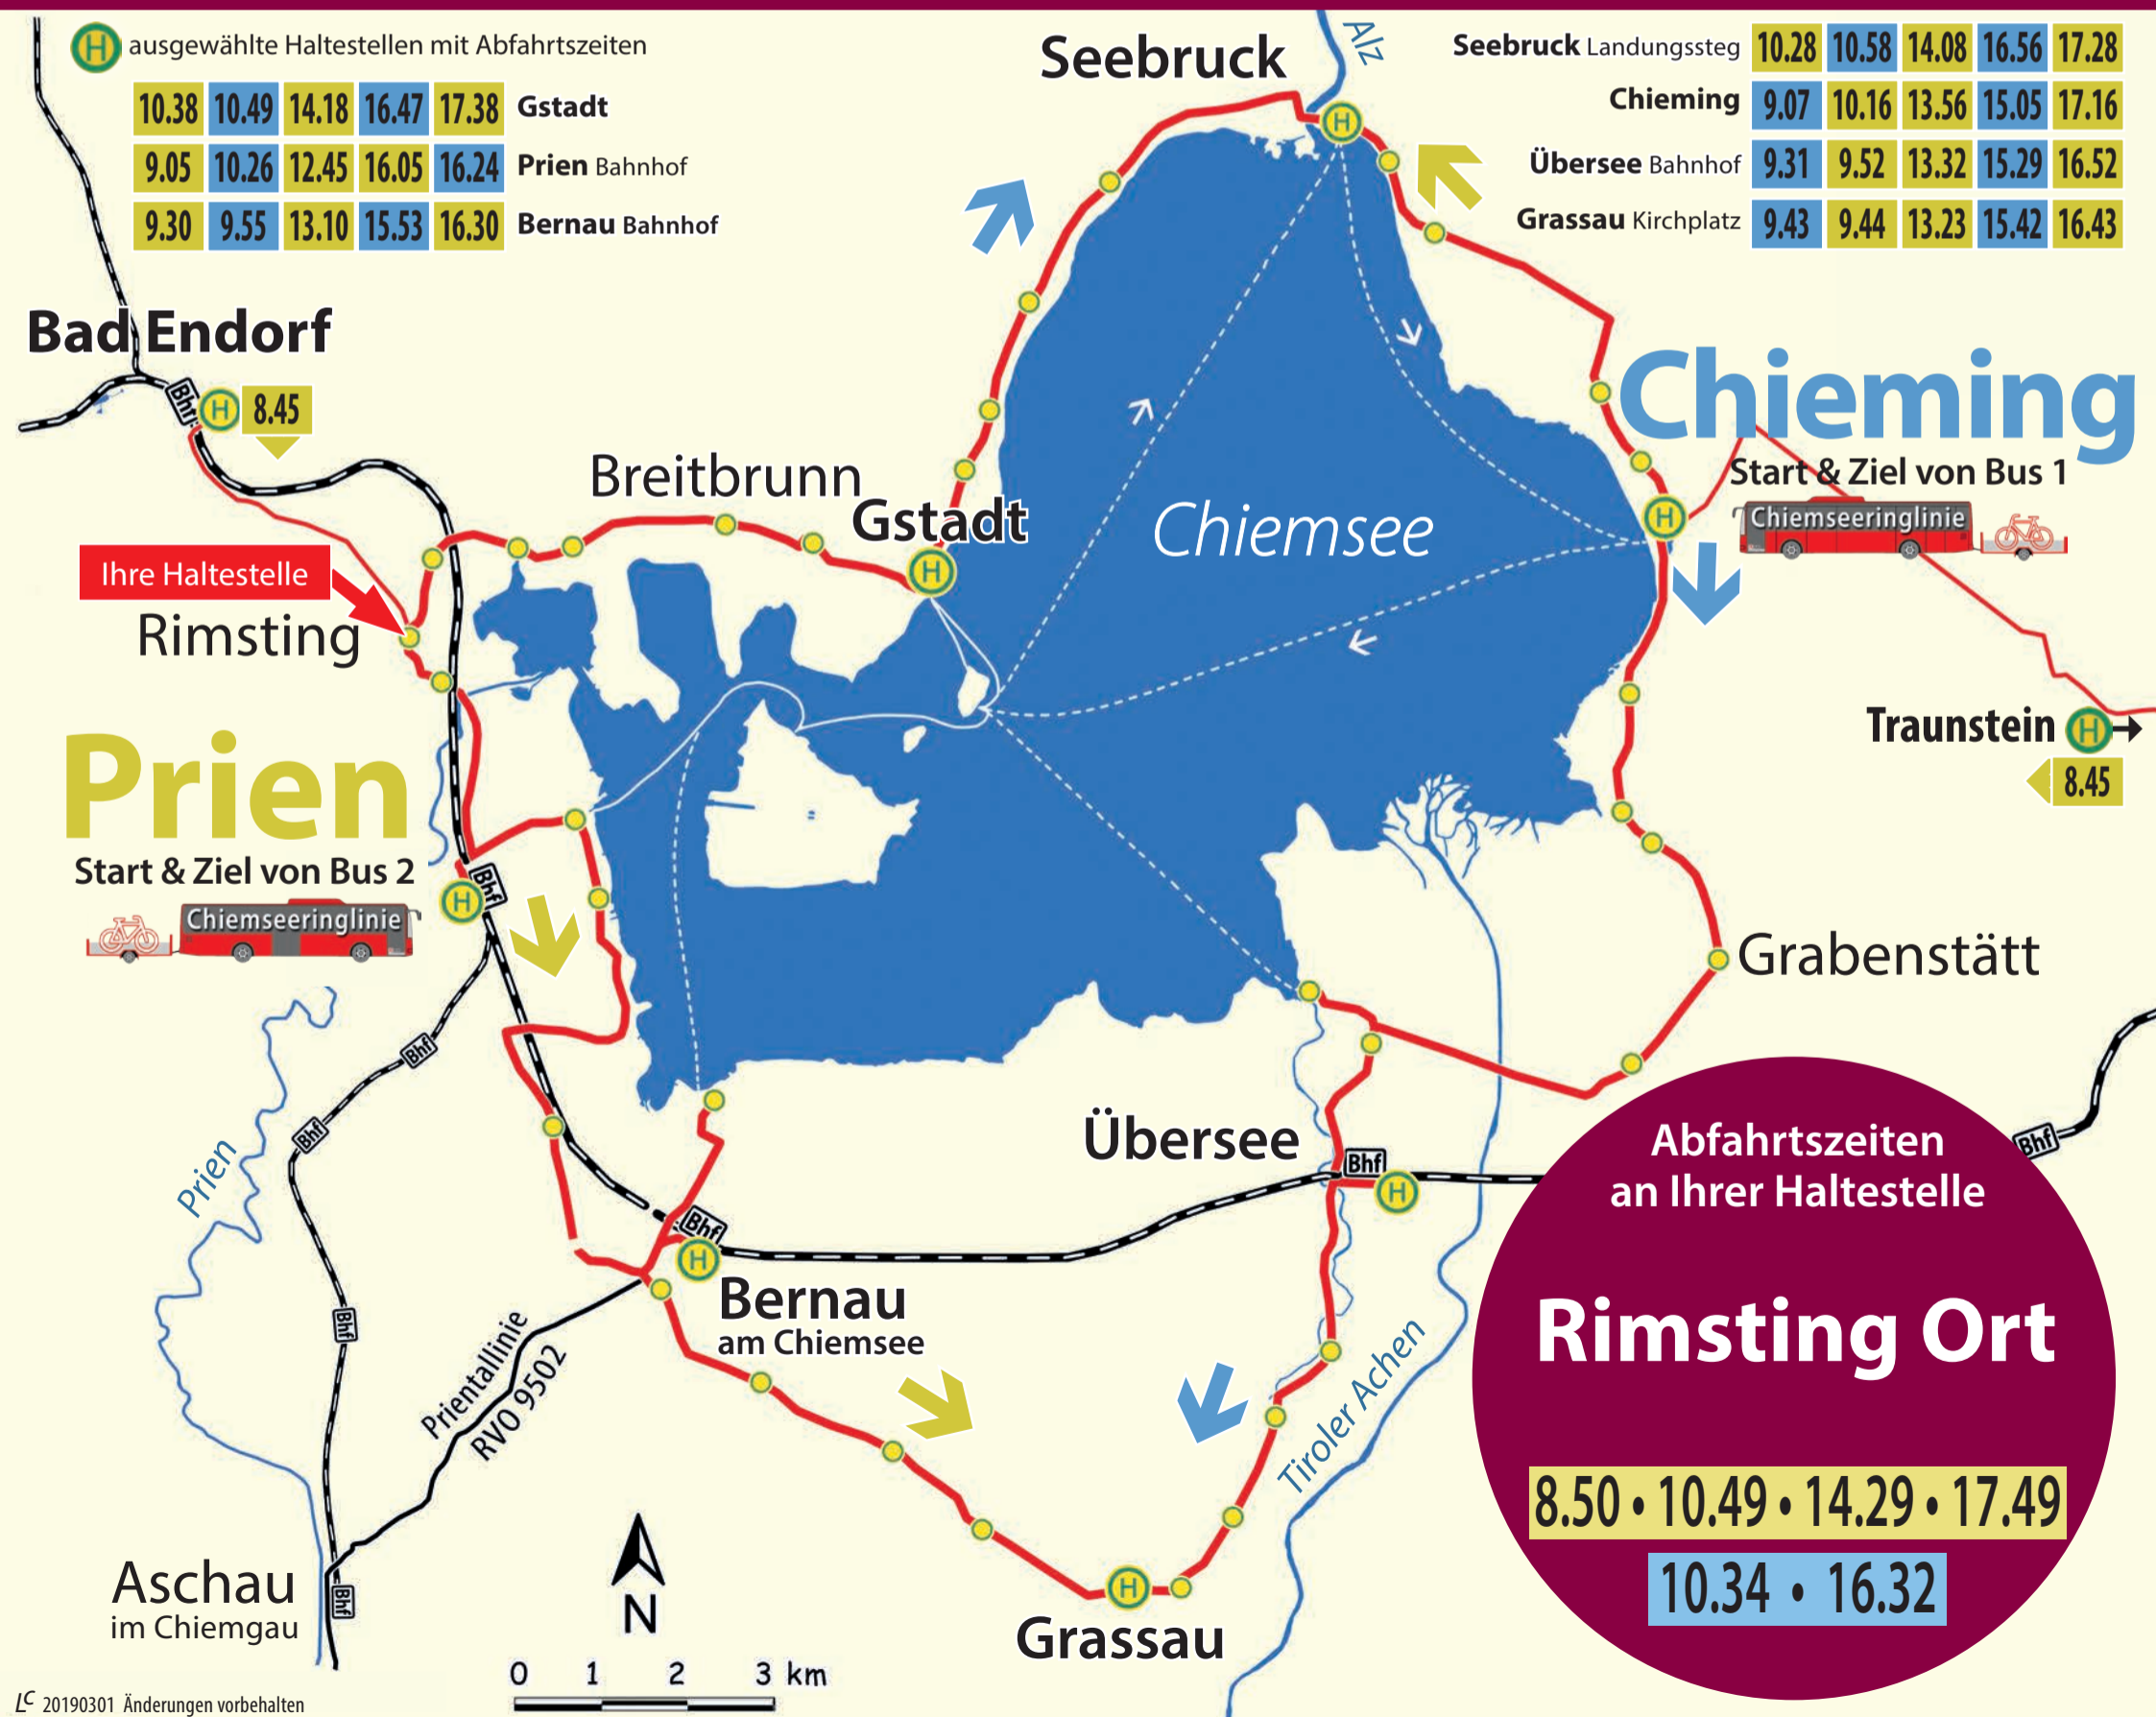 ausgewählte Haltestellen mit Abfahrtszeiten
10.38 10.49 14.18 16.47 17.38 Gstadt
9.05 10.26 12.45 16.05 16.24 Prien Bahnhof
9.30 9.55 13.10 15.53 16.30 Bernau Bahnhof
Seebruck
Alz
Seebruck Landungssteg 10.28 10.58 14.08 16.56 17.28
Chieming 9.07 10.16 13.56 15.05 17.16
Übersee Bahnhof 9.31 9.52 13.32 15.29 16.52
Grassau Kirchplatz 9.43 9.44 13.23 15.42 16.43
H
H
Bad Endorf
Bhf
H
8.45
Chieming
Start & Ziel von Bus 1
Chiemseeringlinie
H
Breitbrunn
Gstadt
H
Chiemsee
Ihre Haltestelle
Rimsting
Traunstein H
8.45
Prien
Start & Ziel von Bus 2
Chiemseeringlinie
H
Bhf
Grabenstätt
Bhf
Bhf
Prien
Übersee
Bhf
H
Bhf
Bhf
H
Bernau
am Chiemsee
Bhf
Prientallinie
RVO 9502
Tiroler Achen
Abfahrtszeiten
an Ihrer Haltestelle
Rimsting Ort
8.50 • 10.49 • 14.29 • 17.49
10.34 • 16.32
Aschau
im Chiemgau
Bhf
N
H
Grassau
0 1 2 3 km
LC 20190301 Änderungen vorbehalten